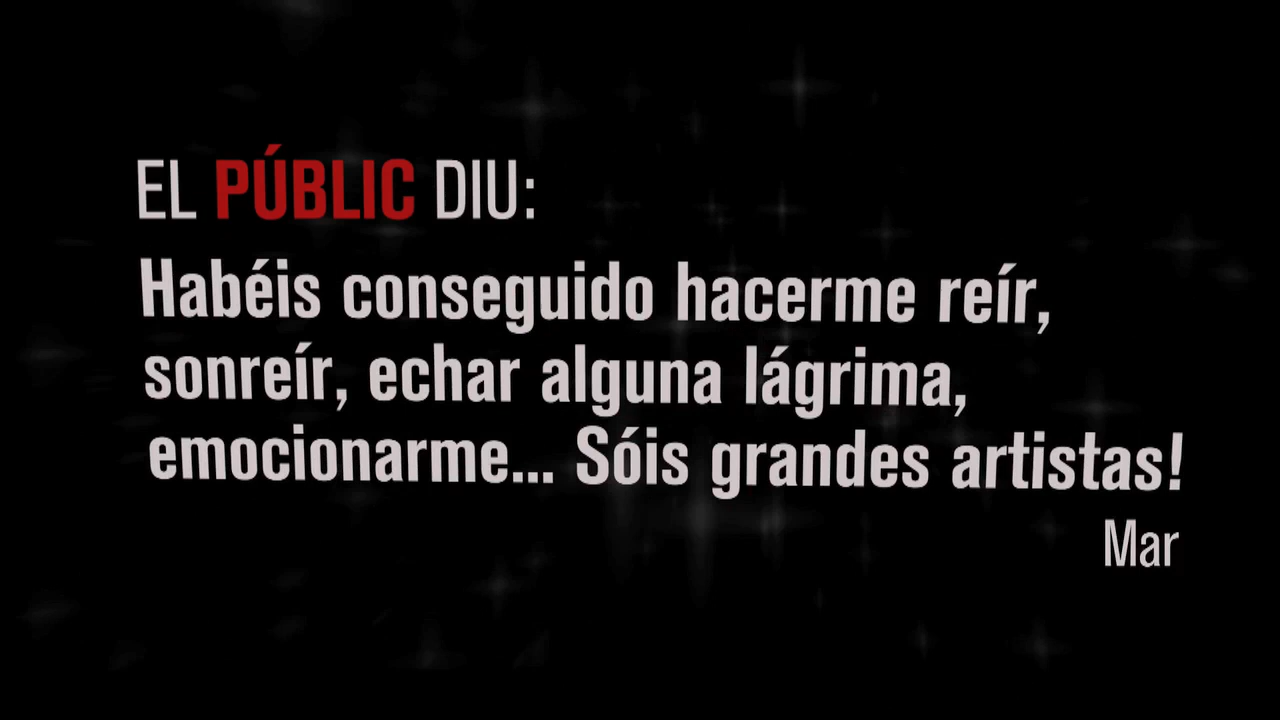 EL PÚBLIC DIU:
Habéis conseguido hacerme reír,
sonreír, echar alguna lágrima,
emocionarme... Sóis grandes artistas!
Mar